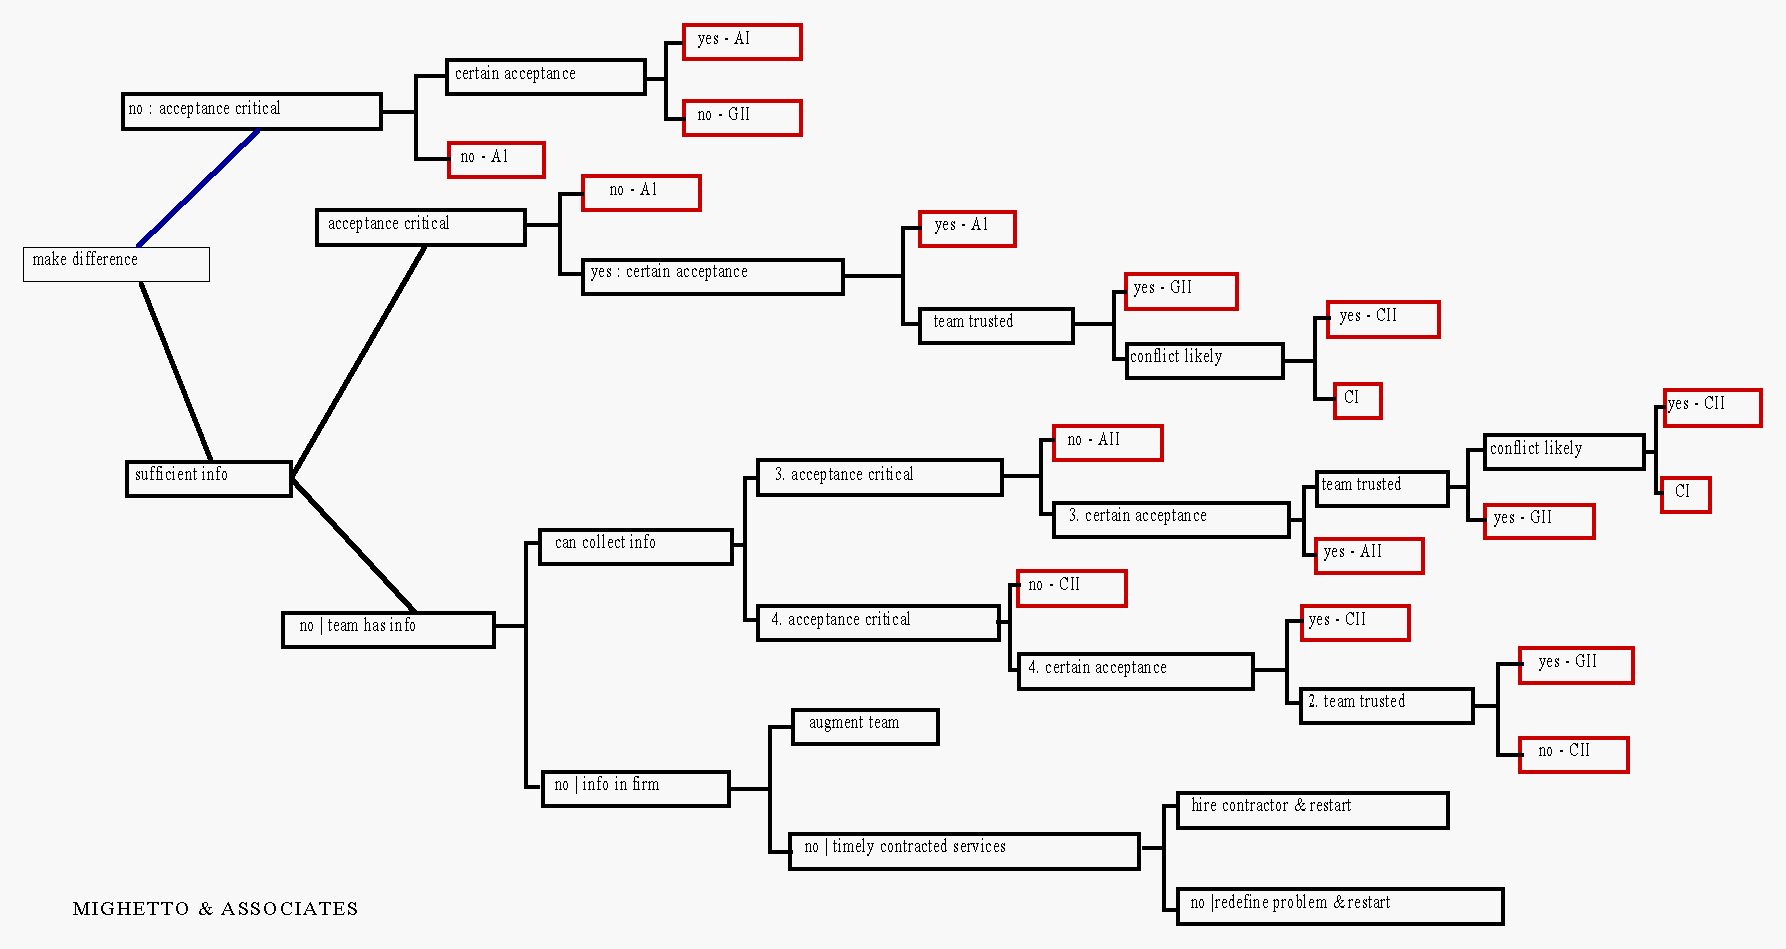 yes - AI
certain acceptance
no : acceptance critical
no - GII
no - A1
no - A1
acceptance critical
yes - A1
make difference
yes : certain acceptance
yes - GII
team trusted
yes - CII
conflict likely
CI
yes - CII
no - AII
conflict likely
sufficient info
3. acceptance critical
team trusted
CI
3. certain acceptance
yes - GII
can collect info
yes - AII
no - CII
no | team has info
4. acceptance critical
yes - CII
4. certain acceptance
yes - GII
2. team trusted
augment team
no - CII
no | info in firm
hire contractor & restart
no | timely contracted services
no |redefine problem & restart
MIGHETTO & ASSOCIATES